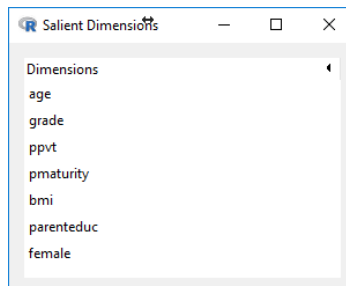 Salient Dimensions
Dimensions
age
grade
ppvt
pmaturity
bmi
parenteduc
female